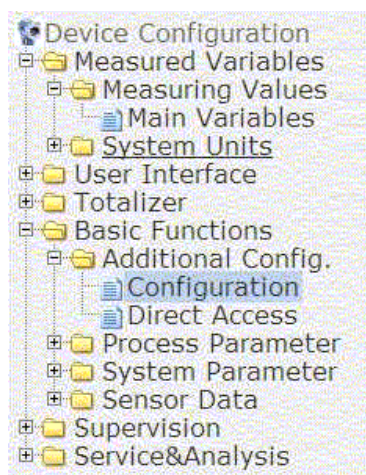 Device Configuration
Measured Variables
Measuring Values
Main Variables
System Units
User Interface
Totalizer
Basic Functions
Additional Config.
Configuration
Direct Access
Process Parameter
System Parameter
Sensor Data
Supervision
Service&Analysis